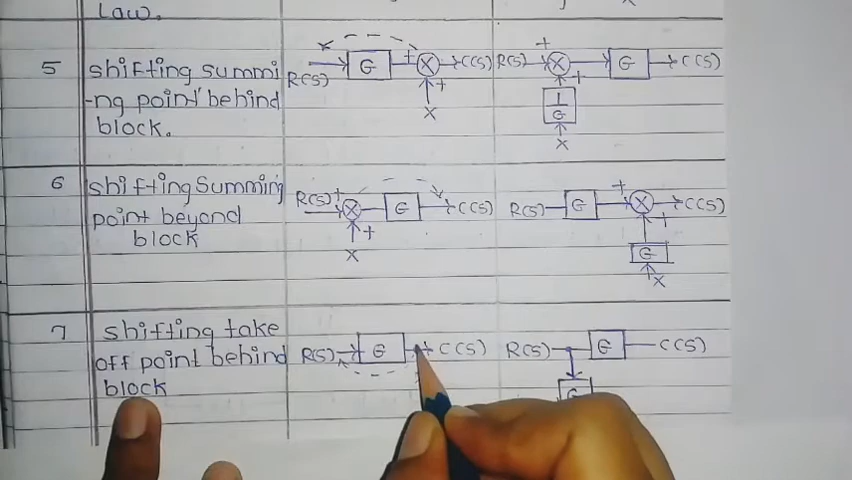 Law.
5 shifting summi
-ng point behind
block.
R(S) G + C(S)
+
X
R(S) + G C(S)
+
1
G
X
6 shifting Summing
point beyond
block
R(S) + G C(S)
+
X
R(S) G + C(S)
+
G
X
7 shifting take
off point behind
block
R(S) G C(S)
R(S) G C(S)
G